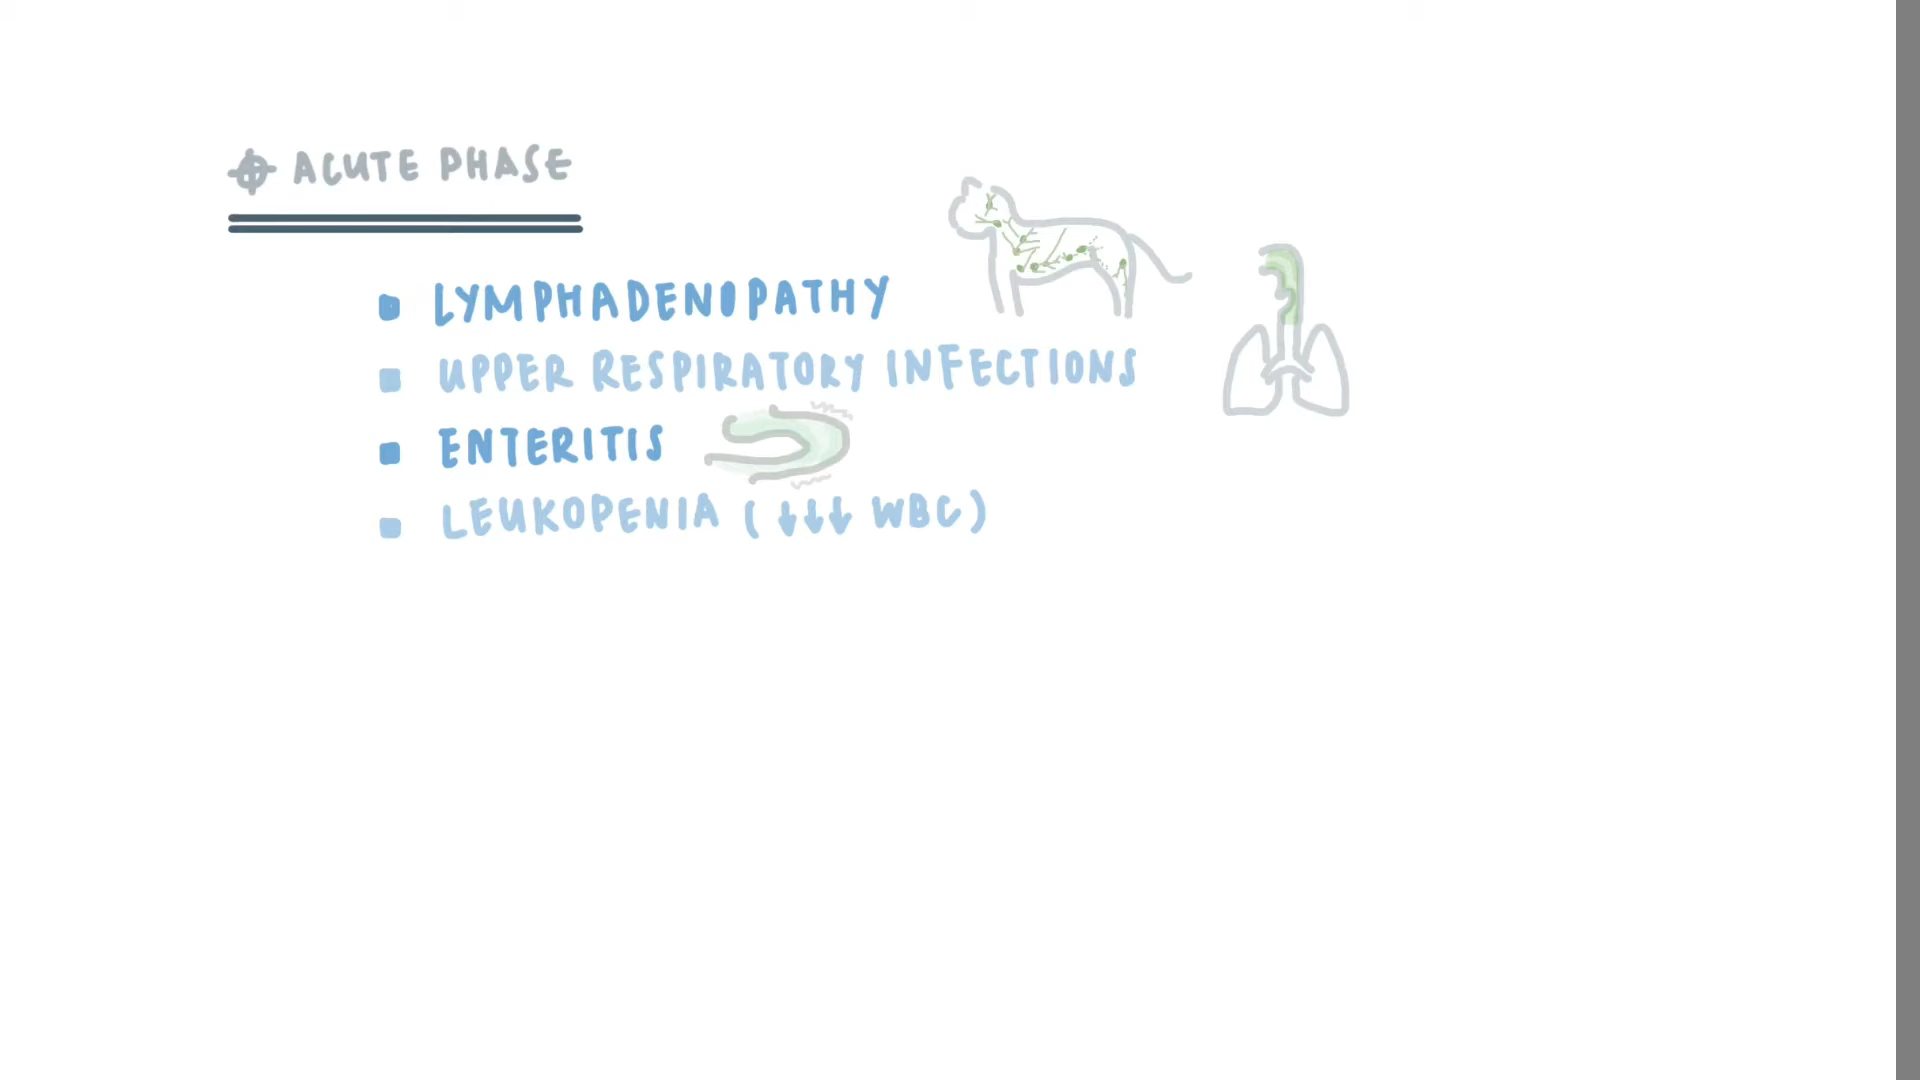 ACUTE PHASE
LYMPHADENOPATHY
UPPER RESPIRATORY INFECTIONS
ENTERITIS
LEUKOPENIA (↓↓↓ WBC)